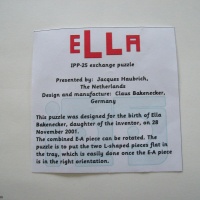 ELLA
IPP-25 exchange puzzle
Presented by: Jacques Haubrich,
The Netherlands
Design and manufacture: Claus Bakenecker,
Germany
This puzzle was designed for the birth of Ella
Bakenecker, daughter of the inventor, on 28
November 2001.
The combined E-A piece can be rotated. The
puzzle is to put the two L-shaped pieces flat in
the tray, which is easily done once the E-A piece
is in the right orientation.